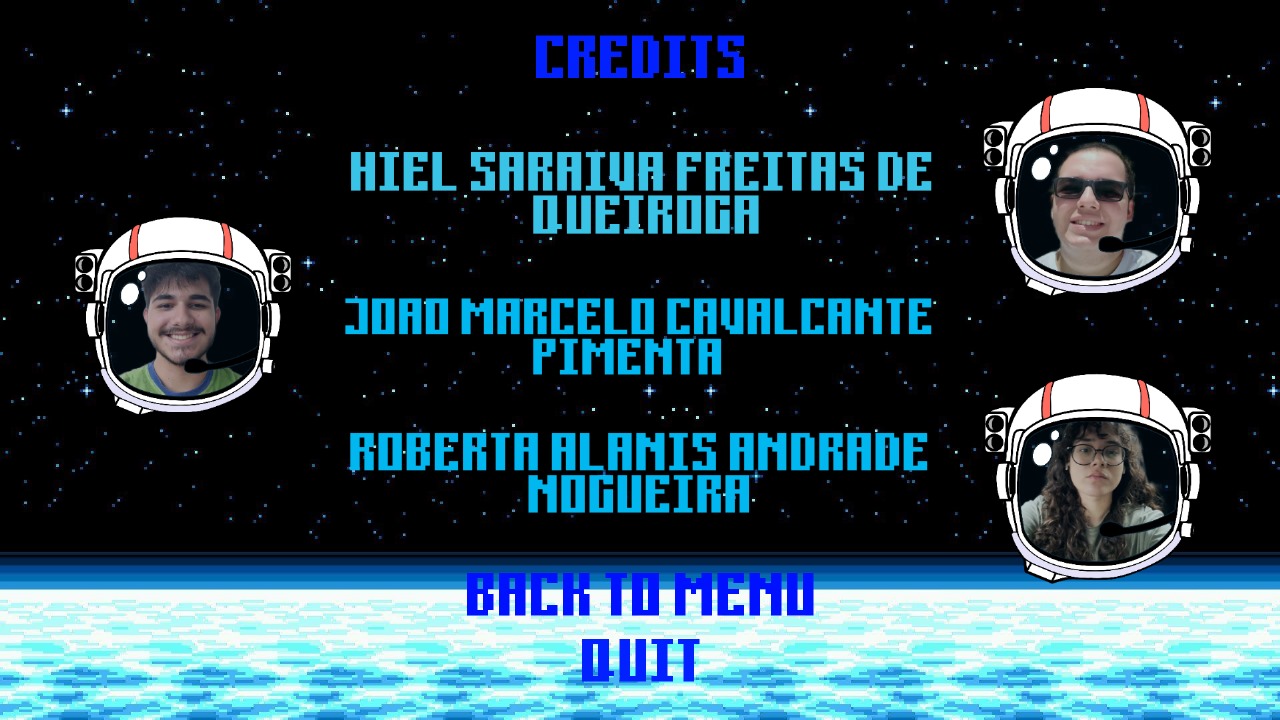 CREDITS
HIEL SARAIVA FREITAS DE
QUEIROGA
JOAO MARCELO CAVALCANTE
PIMENTA
ROBERTA ALANIS ANDRADE
NOGUEIRA
BACK TO MENU
QUIT